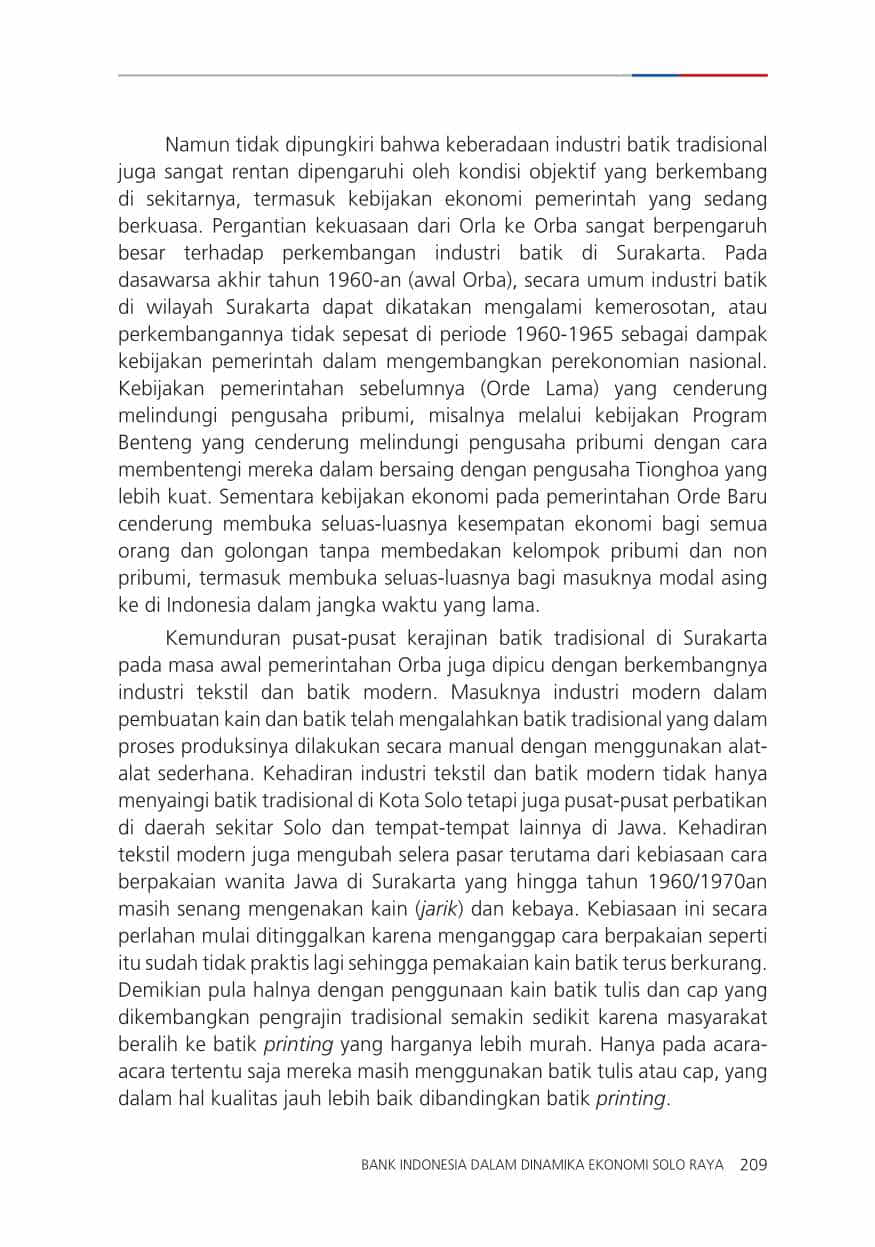 Namun tidak dipungkiri bahwa keberadaan industri batik tradisional
juga sangat rentan dipengaruhi oleh kondisi objektif yang berkembang
di sekitarnya, termasuk kebijakan ekonomi pemerintah yang sedang
berkuasa. Pergantian kekuasaan dari Orla ke Orba sangat berpengaruh
besar terhadap perkembangan industri batik di Surakarta. Pada
dasawarsa akhir tahun 1960-an (awal Orba), secara umum industri batik
di wilayah Surakarta dapat dikatakan mengalami kemerosotan, atau
perkembangannya tidak sepesat di periode 1960-1965 sebagai dampak
kebijakan pemerintah dalam mengembangkan perekonomian nasional.
Kebijakan pemerintahan sebelumnya (Orde Lama) yang cenderung
melindungi pengusaha pribumi, misalnya melalui kebijakan Program
Benteng yang cenderung melindungi pengusaha pribumi dengan cara
membentengi mereka dalam bersaing dengan pengusaha Tionghoa yang
lebih kuat. Sementara kebijakan ekonomi pada pemerintahan Orde Baru
cenderung membuka seluas-luasnya kesempatan ekonomi bagi semua
orang dan golongan tanpa membedakan kelompok pribumi dan non
pribumi, termasuk membuka seluas-luasnya bagi masuknya modal asing
ke di Indonesia dalam jangka waktu yang lama.
Kemunduran pusat-pusat kerajinan batik tradisional di Surakarta
pada masa awal pemerintahan Orba juga dipicu dengan berkembangnya
industri tekstil dan batik modern. Masuknya industri modern dalam
pembuatan kain dan batik telah mengalahkan batik tradisional yang dalam
proses produksinya dilakukan secara manual dengan menggunakan alat-
alat sederhana. Kehadiran industri tekstil dan batik modern tidak hanya
menyaingi batik tradisional di Kota Solo tetapi juga pusat-pusat perbatikan
di daerah sekitar Solo dan tempat-tempat lainnya di Jawa. Kehadiran
tekstil modern juga mengubah selera pasar terutama dari kebiasaan cara
berpakaian wanita Jawa di Surakarta yang hingga tahun 1960/1970an
masih senang mengenakan kain (jarik) dan kebaya. Kebiasaan ini secara
perlahan mulai ditinggalkan karena menganggap cara berpakaian seperti
itu sudah tidak praktis lagi sehingga pemakaian kain batik terus berkurang.
Demikian pula halnya dengan penggunaan kain batik tulis dan cap yang
dikembangkan pengrajin tradisional semakin sedikit karena masyarakat
beralih ke batik printing yang harganya lebih murah. Hanya pada acara-
acara tertentu saja mereka masih menggunakan batik tulis atau cap, yang
dalam hal kualitas jauh lebih baik dibandingkan batik printing.
BANK INDONESIA DALAM DINAMIKA EKONOMI SOLO RAYA 209